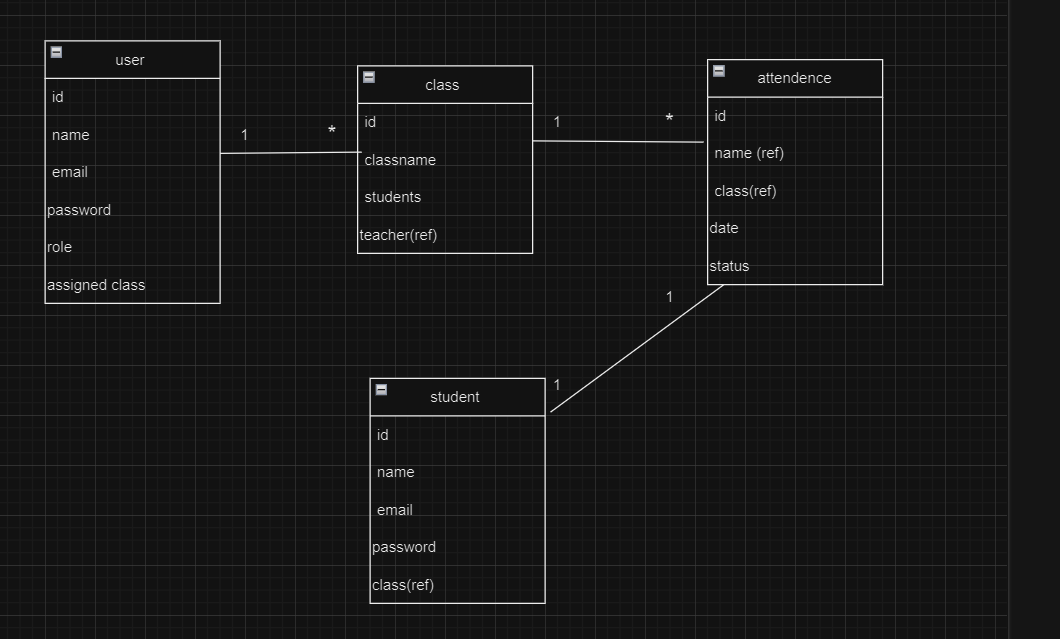 user
id
name
email
password
role
assigned class
1
*
class
id
classname
students
teacher(ref)
1
*
attendence
id
name (ref)
class(ref)
date
status
1
1
student
id
name
email
password
class(ref)